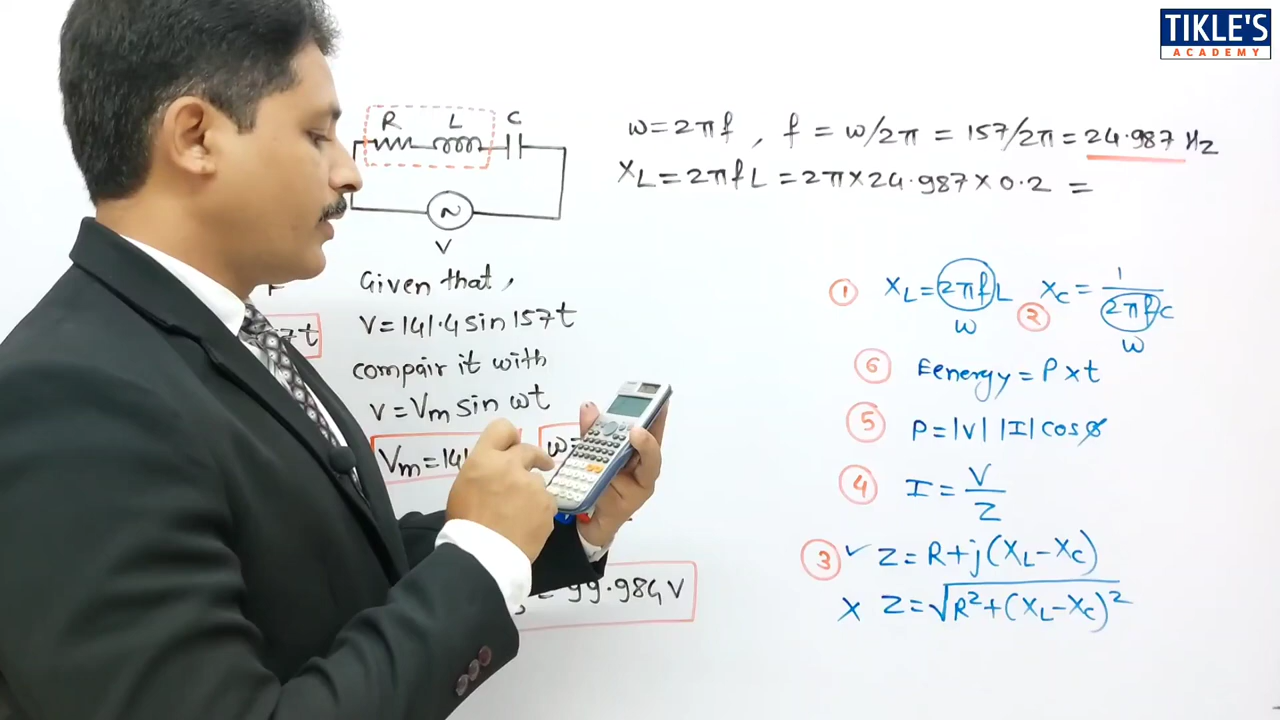 TIKLE'S
ACADEMY
R L C
V
ω=2πf , f = ω/2π = 157/2π = 24.987 Hz
XL=2πfL = 2π×24.987×0.2 =
Given that,
V=141.4 sin 157t
compair it with
v=Vm sin ωt
Vm=141
ω=
= 99.984 V
① XL=2πfL
ω
② XC= 1/2πfC
ω
⑥ Eenergy = P×t
⑤ P=|V| |I| cosø
④ I = V/Z
③ ✓ Z=R+j(XL-XC)
× Z=√R²+(XL-XC)²